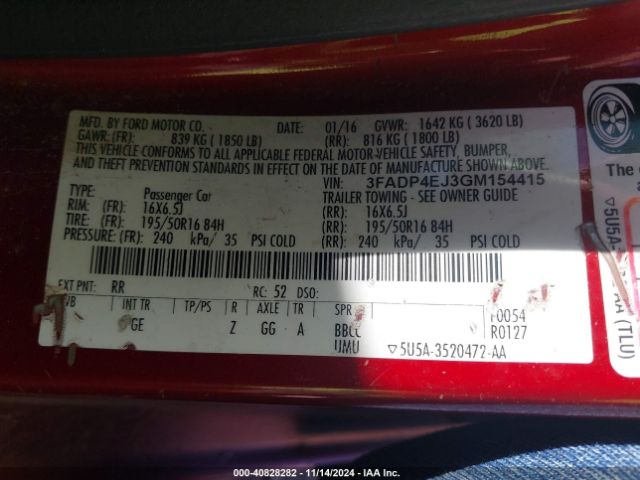 MFD. BY FORD MOTOR CO. DATE: 01/16 GVWR: 1642 KG ( 3620 LB)
GAWR: (FR): 839 KG ( 1850 LB) (RR): 816 KG ( 1800 LB)
THIS VEHICLE CONFORMS TO ALL APPLICABLE FEDERAL MOTOR-VEHICLE SAFETY, BUMPER,
AND THEFT PREVENTION STANDARDS IN EFFECT ON THE DATE OF MANUFACTURE SHOWN ABOVE.
VIN: 3FADP4EJ3GM154415
TYPE: Passenger Car TRAILER TOWING - SEE OWNER GUIDE
RIM: (FR): 16X6.5J (RR): 16X6.5J
TIRE: (FR): 195/50R16 84H (RR): 195/50R16 84H
PRESSURE: (FR): 240 kPa/ 35 PSI COLD (RR): 240 kPa/ 35 PSI COLD
EXT PNT: RR RC: 52 DSO:
WB INT TR TP/PS R AXLE TR SPR
GE Z GG A
F0054
R0127
UMU ▽5U5A-3520472-AA
The
▽5U5A-
AA (TLU)
000-40828282 - 11/14/2024 - IAA Inc.